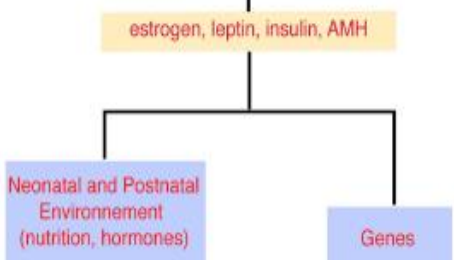 estrogen, leptin, insulin, AMH
Neonatal and Postnatal
Environnement
(nutrition, hormones)
Genes